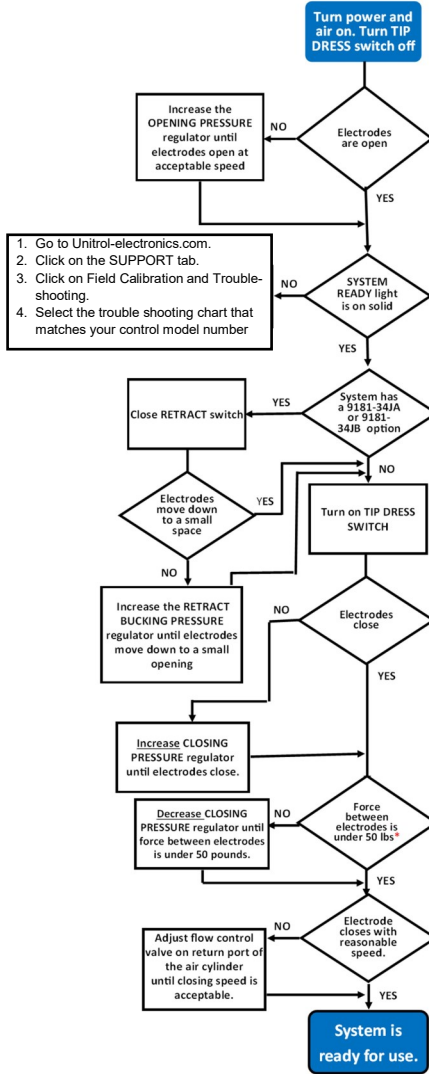 Turn power and
air on. Turn TIP
DRESS switch off
Increase the
OPENING PRESSURE
regulator until
electrodes open at
acceptable speed
NO
Electrodes
are open
YES
1. Go to Unitrol-electronics.com.
2. Click on the SUPPORT tab.
3. Click on Field Calibration and Trouble-
shooting.
4. Select the trouble shooting chart that
matches your control model number
NO
SYSTEM
READY light
is on solid
YES
Close RETRACT switch
YES
System has
a 9181-34JA
or 9181-
34JB option
NO
Electrodes
move down
to a small
space
YES
Turn on TIP DRESS
SWITCH
NO
Increase the RETRACT
BUCKING PRESSURE
regulator until electrodes
move down to a small
opening
NO
Electrodes
close
YES
Increase CLOSING
PRESSURE regulator
until electrodes close.
Decrease CLOSING
PRESSURE regulator until
force between electrodes
is under 50 pounds.
NO
Force
between
electrodes is
under 50 lbs*
YES
Adjust flow control
valve on return port of
the air cylinder
until closing speed is
acceptable.
NO
Electrode
closes with
reasonable
speed.
YES
System is
ready for use.